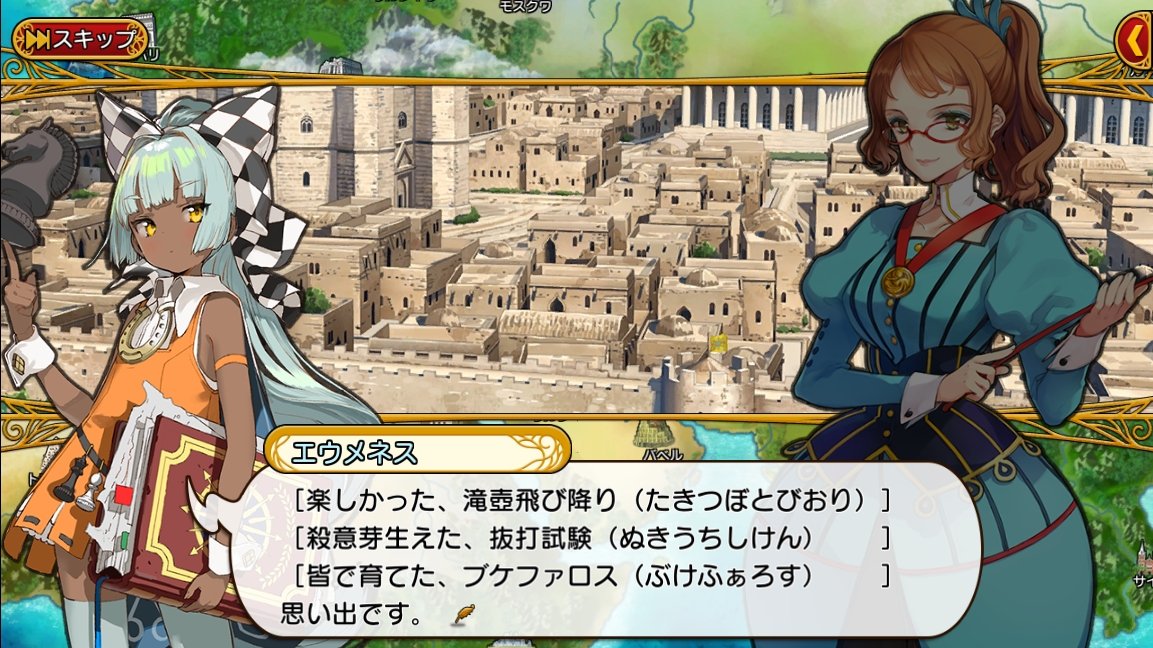 モスクワ
スキップ
リ
エウメネス
バベル
［楽しかった、滝壺飛び降り（たきつぼとびおり）］
［殺意芽生えた、抜打試験（ぬきうちしけん）　　］
［皆で育てた、ブケファロス（ぶけふぁろす）　　］
思い出です。
サイ